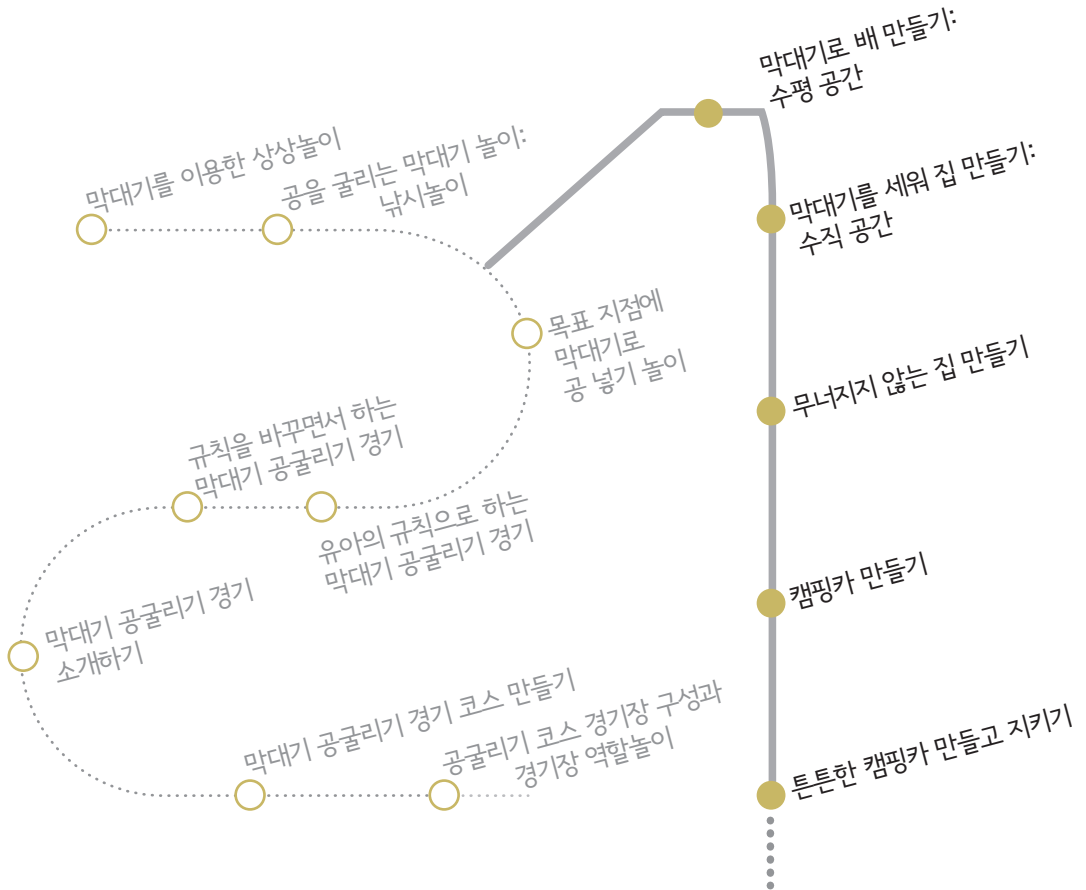 막대기로 배 만들기:
수평 공간
막대기를 이용한 상상놀이
공을 굴리는 막대기 놀이:
낚시놀이
막대기를 세워 집 만들기:
수직 공간
목표 지점에
막대기로
공 넣기 놀이
무너지지 않는 집 만들기
규칙을 바꾸면서 하는
막대기 공굴리기 경기
유아의 규칙으로 하는
막대기 공굴리기 경기
캠핑카 만들기
막대기 공굴리기 경기
소개하기
막대기 공굴리기 경기 코스 만들기
공굴리기 코스 경기장 구성과
경기장 역할놀이
튼튼한 캠핑카 만들고 지키기